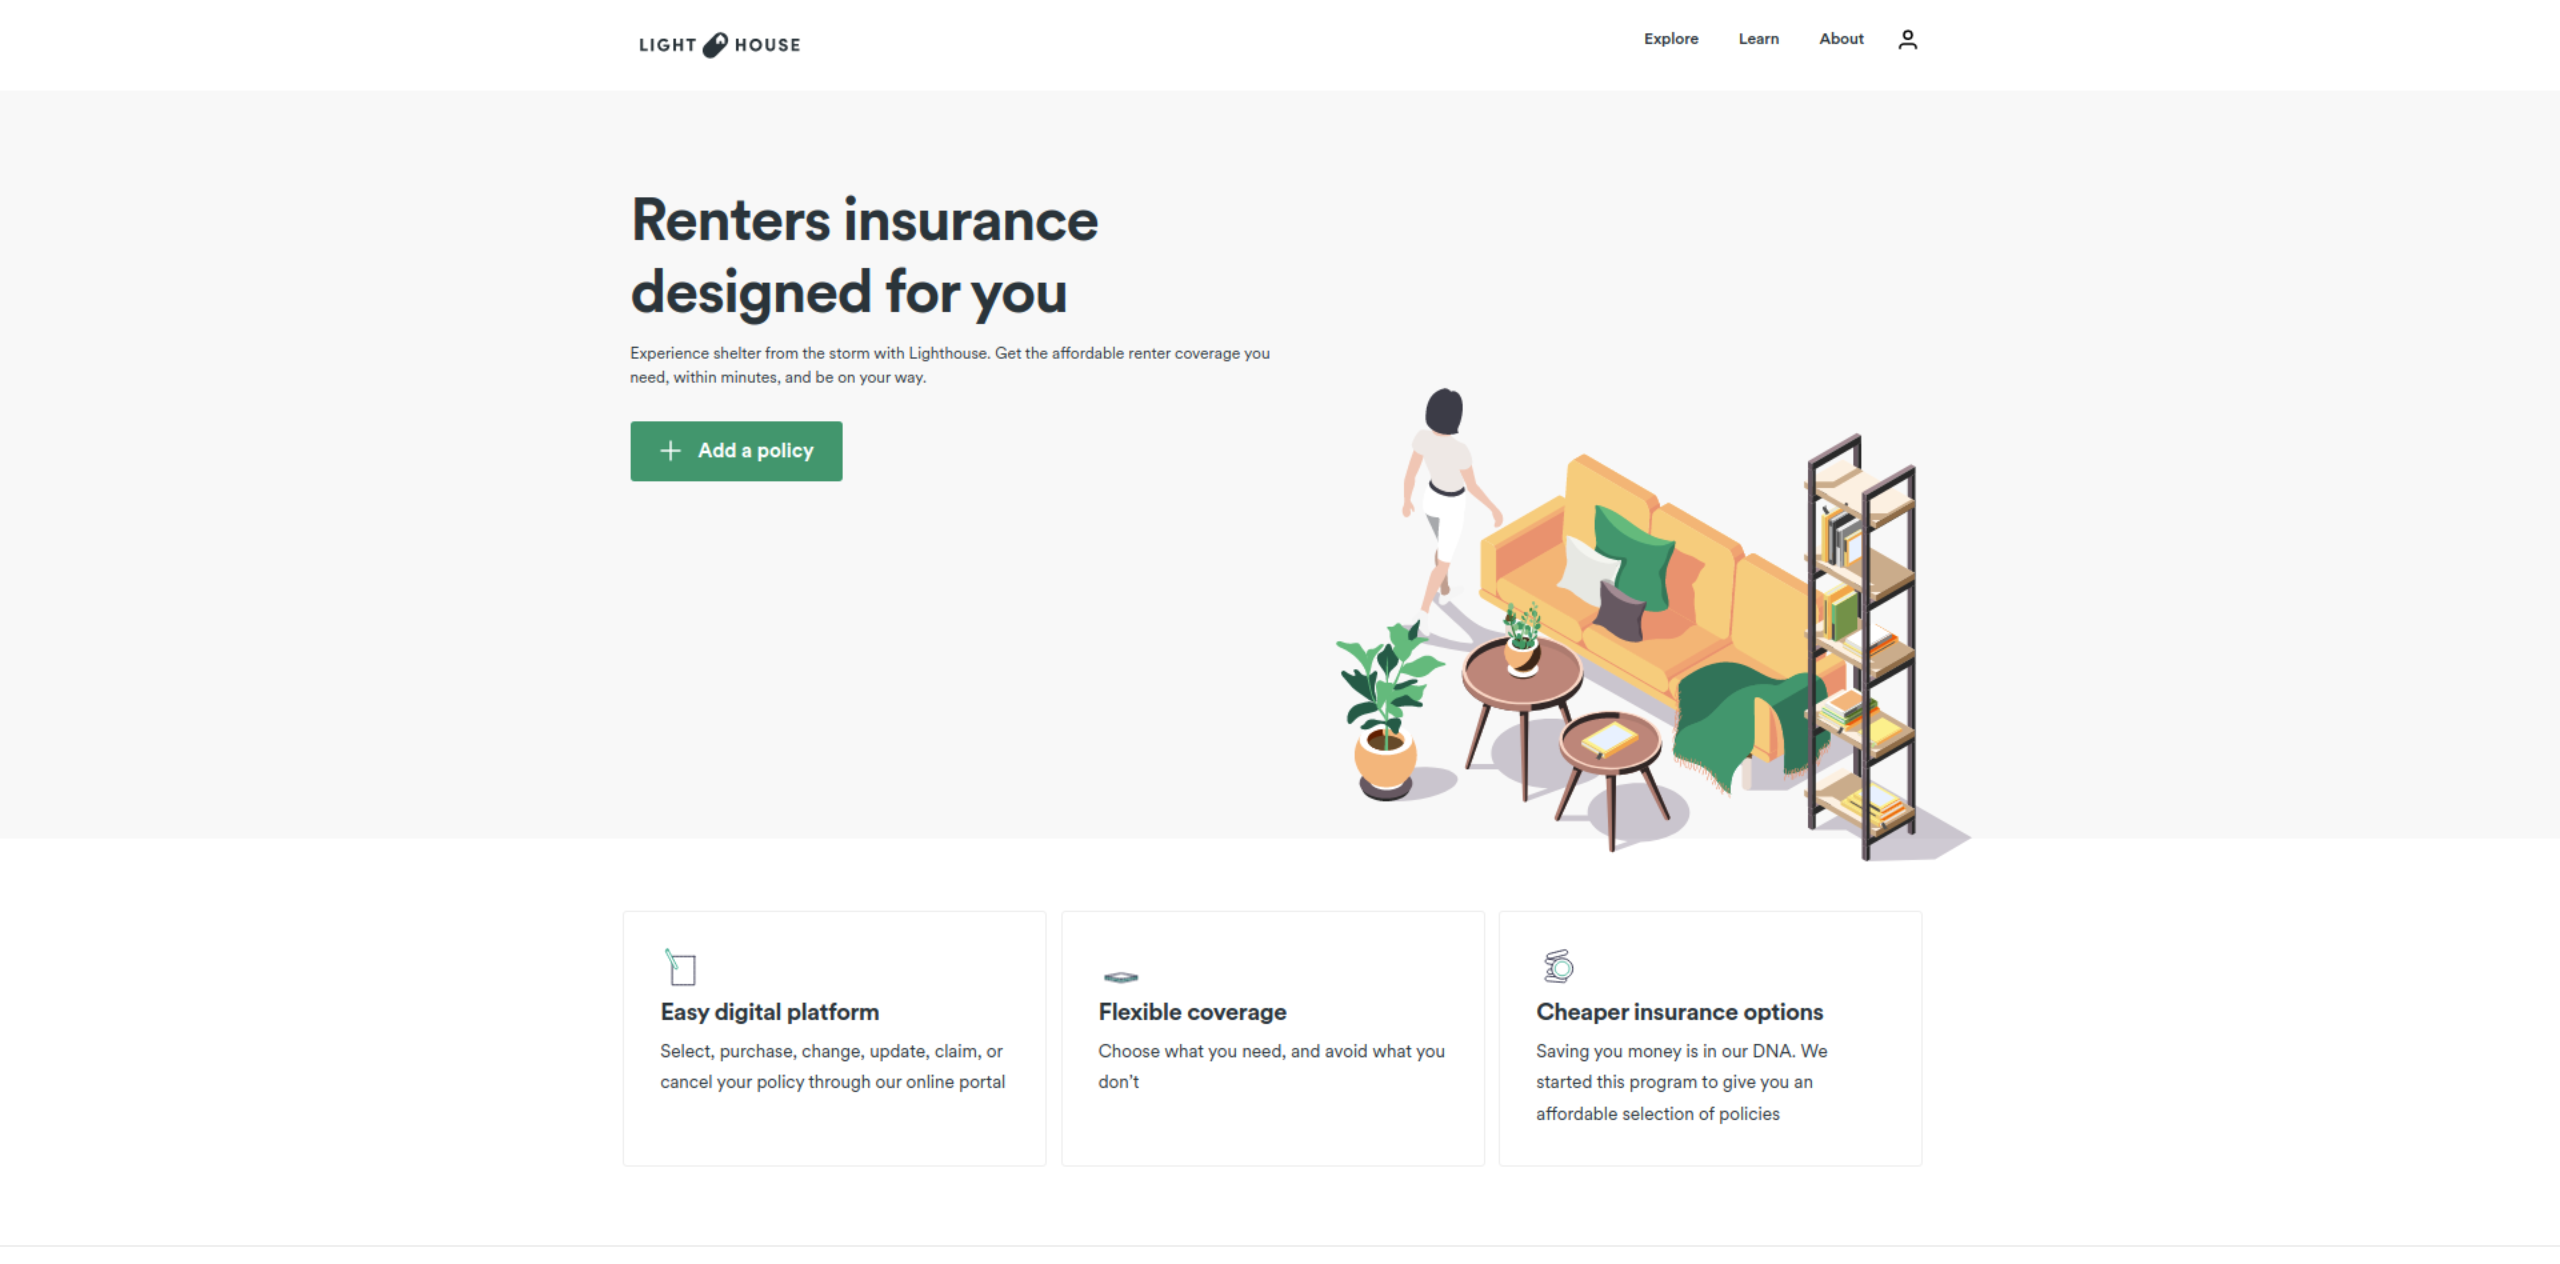 LIGHT HOUSE
Explore Learn About
Renters insurance
designed for you
Experience shelter from the storm with Lighthouse. Get the affordable renter coverage you
need, within minutes, and be on your way.
Add a policy
Easy digital platform
Select, purchase, change, update, claim, or
cancel your policy through our online portal
Flexible coverage
Choose what you need, and avoid what you
don't
Cheaper insurance options
Saving you money is in our DNA. We
started this program to give you an
affordable selection of policies